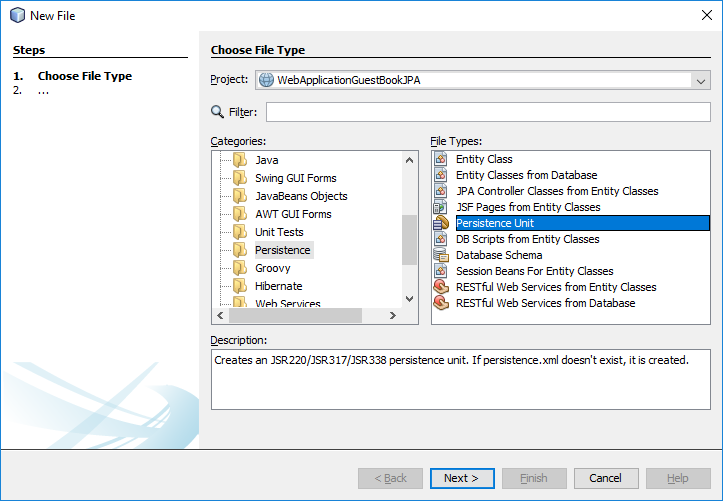 New File
Steps
1. Choose File Type
2. ...
Choose File Type
Project: WebApplicationGuestBookJPA
Filter:
Categories:
Java
Swing GUI Forms
JavaBeans Objects
AWT GUI Forms
Unit Tests
Persistence
Groovy
Hibernate
Web Services
File Types:
Entity Class
Entity Classes from Database
JPA Controller Classes from Entity Classes
JSF Pages from Entity Classes
Persistence Unit
DB Scripts from Entity Classes
Database Schema
Session Beans For Entity Classes
RESTful Web Services from Entity Classes
RESTful Web Services from Database
Description:
Creates an JSR220/JSR317/JSR338 persistence unit. If persistence.xml doesn't exist, it is created.
< Back
Next >
Finish
Cancel
Help